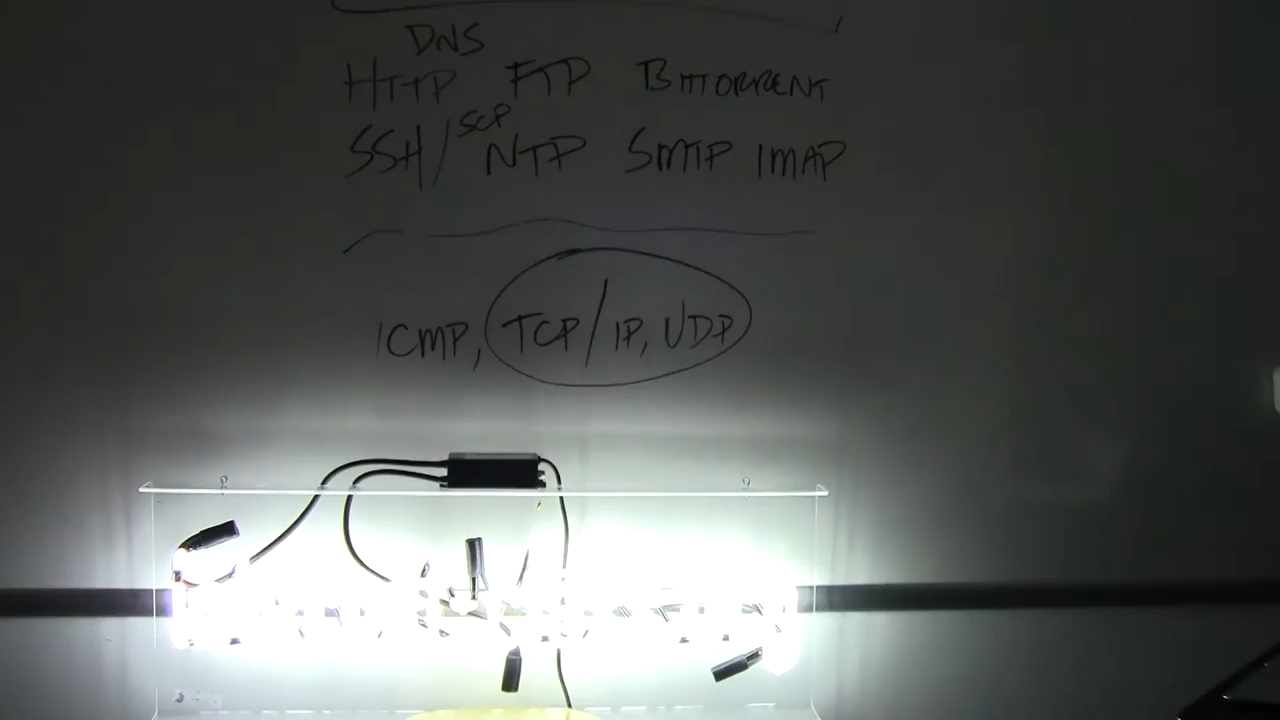 DNS
HTTP FTP BITTORRENT
SSH/SCP NTP SMTP IMAP
ICMP, TCP/IP, UDP